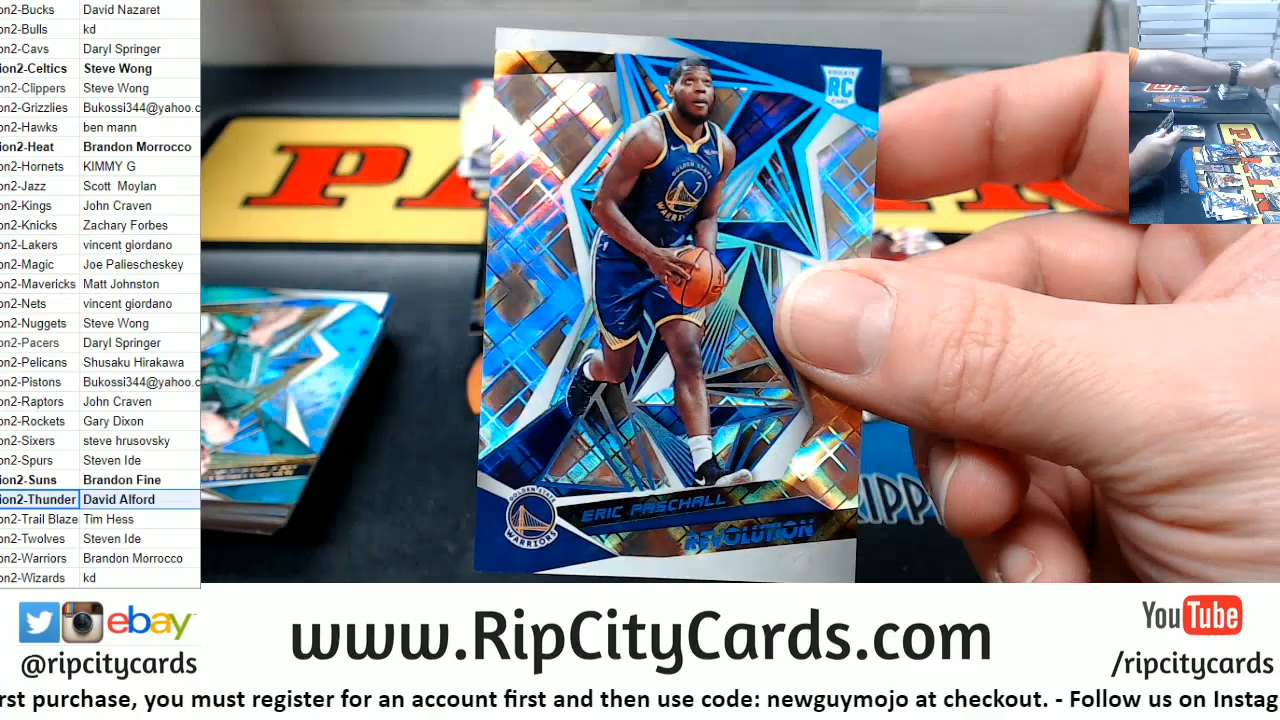 on2-Bucks David Nazaret
on2-Bulls kd
on2-Cavs Daryl Springer
ion2-Celtics Steve Wong
on2-Clippers Steve Wong
on2-Grizzlies Bukossi344@yahoo.c
on2-Hawks ben mann
ion2-Heat Brandon Morrocco
on2-Hornets KIMMY G
on2-Jazz Scott Moylan
on2-Kings John Craven
on2-Knicks Zachary Forbes
on2-Lakers vincent giordano
on2-Magic Joe Paliescheskey
on2-Mavericks Matt Johnston
on2-Nets vincent giordano
on2-Nuggets Steve Wong
on2-Pacers Daryl Springer
on2-Pelicans Shusaku Hirakawa
on2-Pistons Bukossi344@yahoo.c
on2-Raptors John Craven
on2-Rockets Gary Dixon
on2-Sixers steve hrusovsky
on2-Spurs Steven Ide
ion2-Suns Brandon Fine
ion2-Thunder David Alford
on2-Trail Blaze Tim Hess
on2-Twolves Steven Ide
on2-Warriors Brandon Morrocco
on2-Wizards kd
RC
GOLDEN STATE
7
WARRIORS
GOLDEN STATE
WARRIORS
ERIC PASCHALL
REVOLUTION
IPP
ebay
@ripcitycards
www.RipCityCards.com
YouTube
/ripcitycards
rst purchase, you must register for an account first and then use code: newguymojo at checkout. - Follow us on Instag